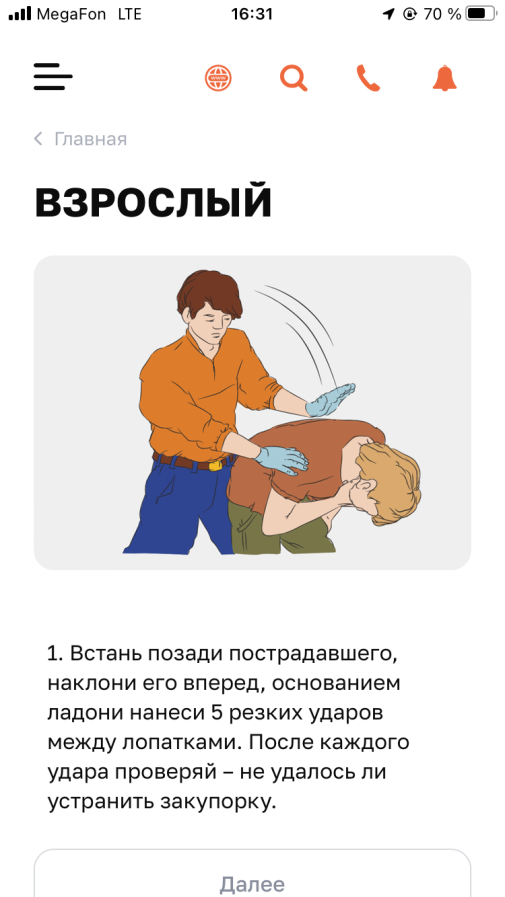 MegaFon LTE 16:31 70 %
www
Главная
ВЗРОСЛЫЙ
1. Встань позади пострадавшего,
наклони его вперед, основанием
ладони нанеси 5 резких ударов
между лопатками. После каждого
удара проверяй – не удалось ли
устранить закупорку.
Далее